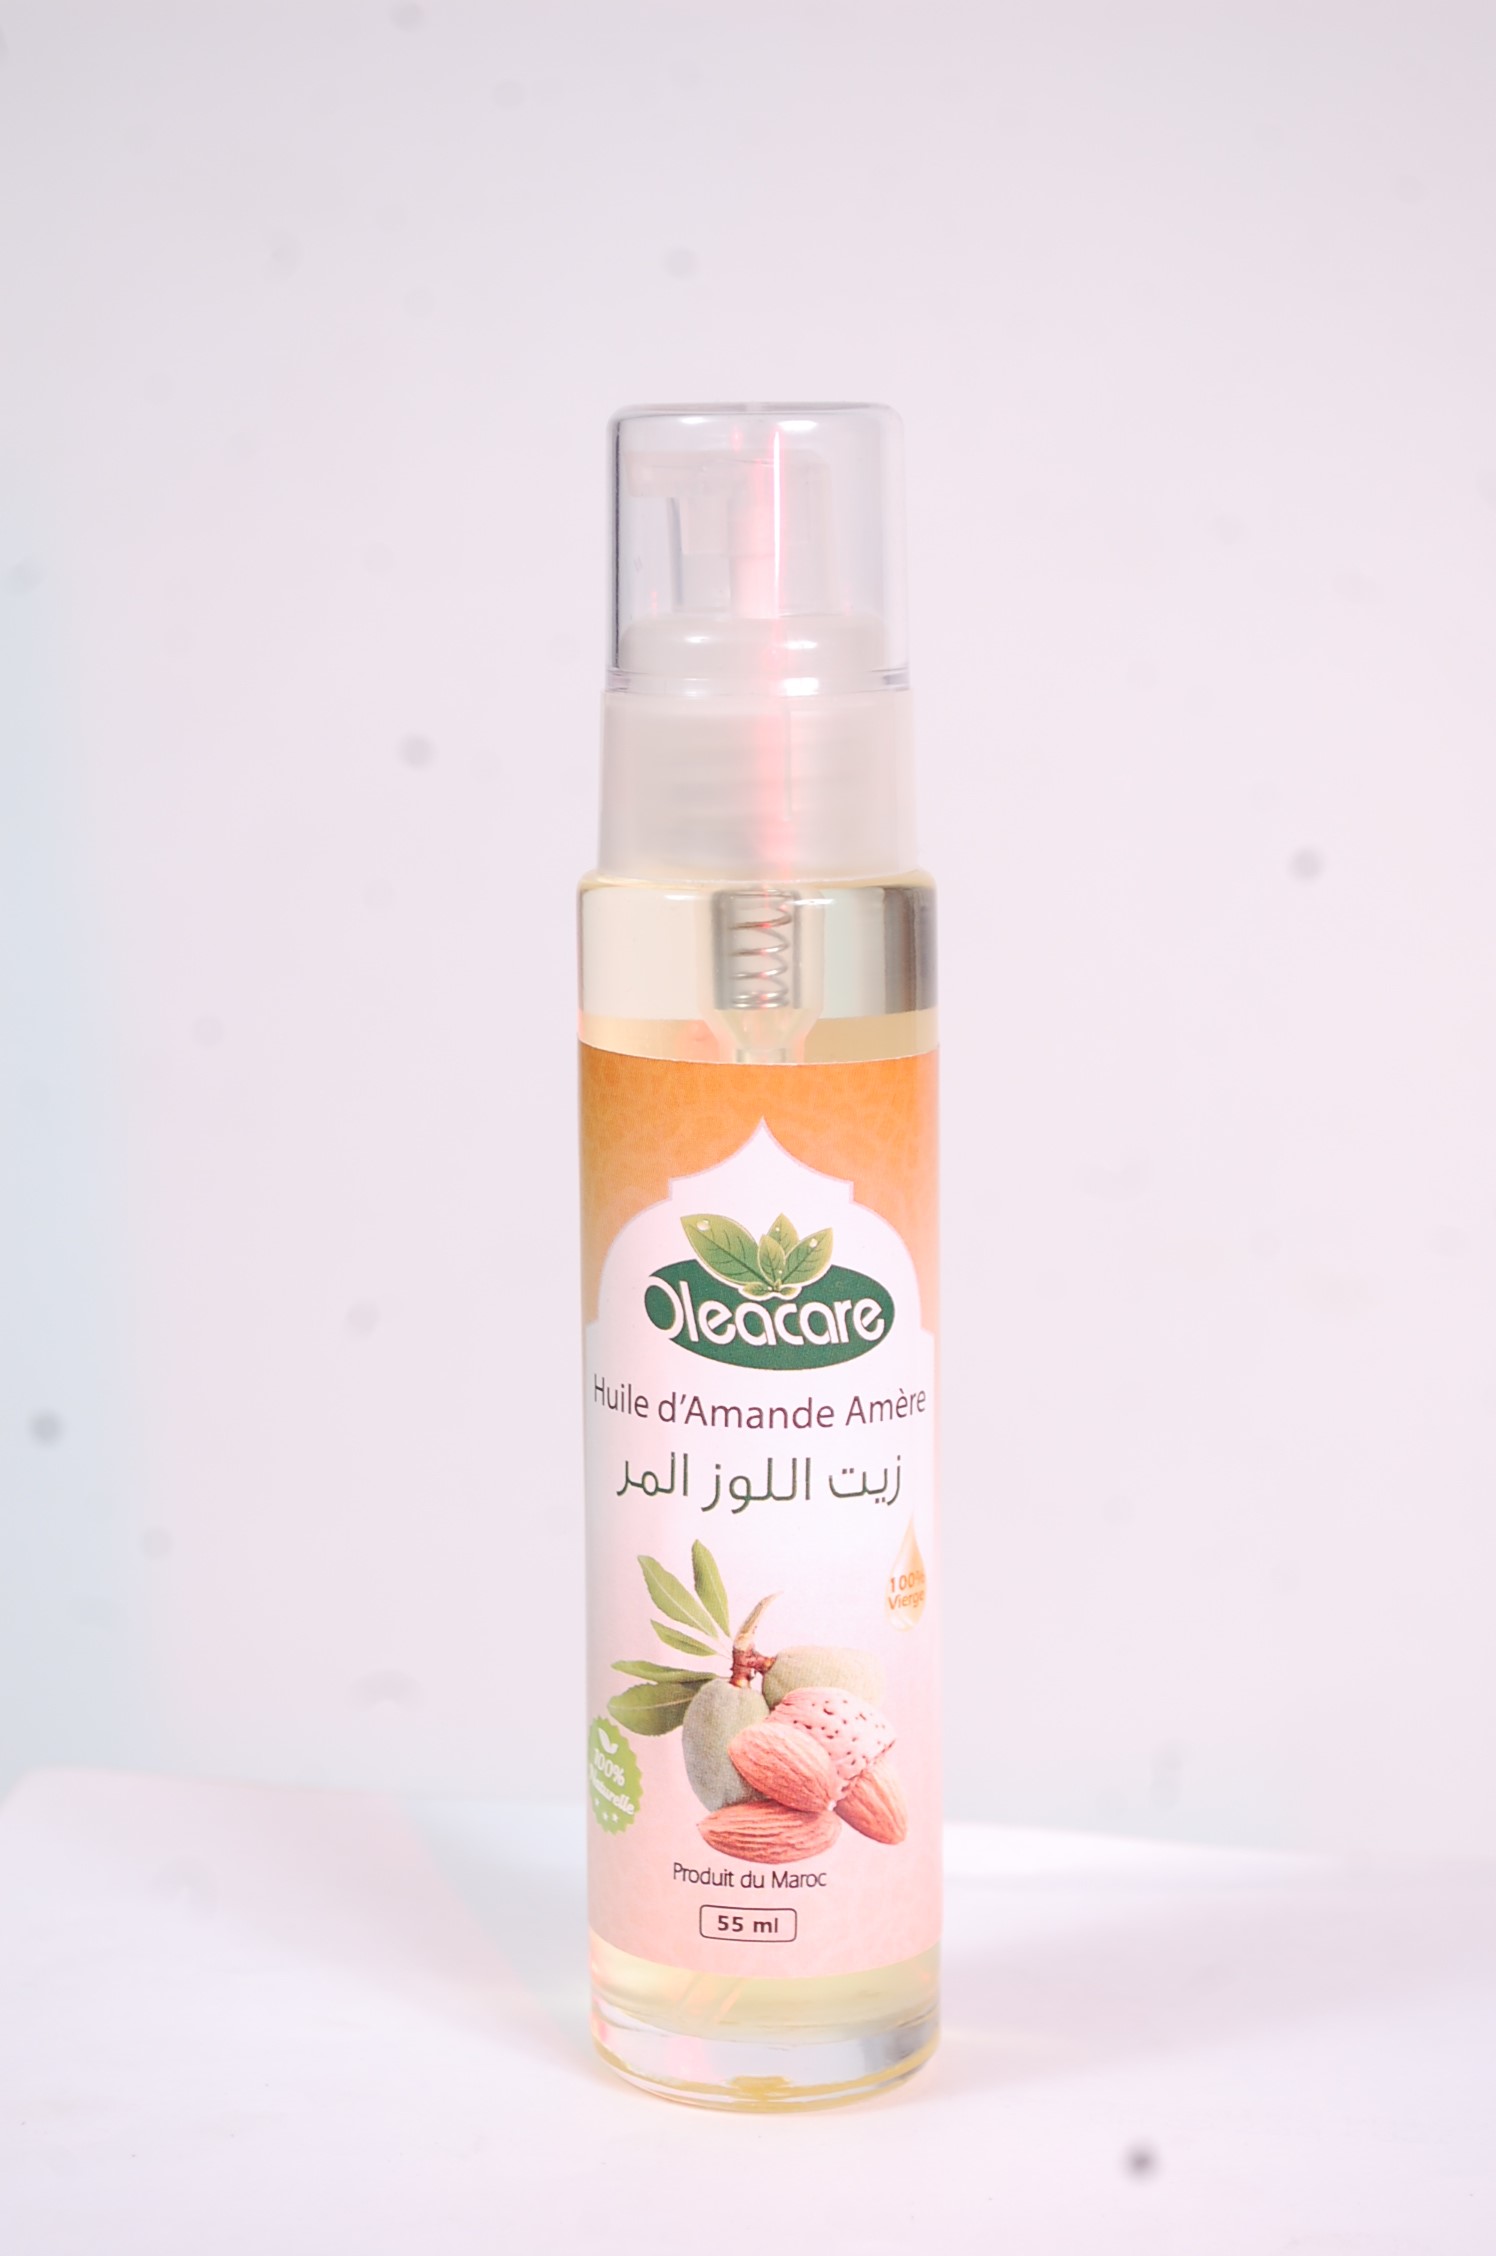 Oleacare
Huile d'Amande Amère
زيت اللوز المر
100%
Vierge
100%
Naturelle
Produit du Maroc
55 ml